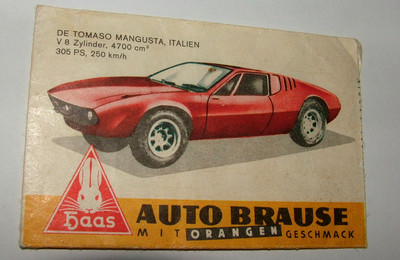 DE TOMASO MANGUSTA, ITALIEN
V 8 Zylinder, 4700 cm³
305 PS, 250 km/h
Haas
AUTO BRAUSE
MIT ORANGEN GESCHMACK